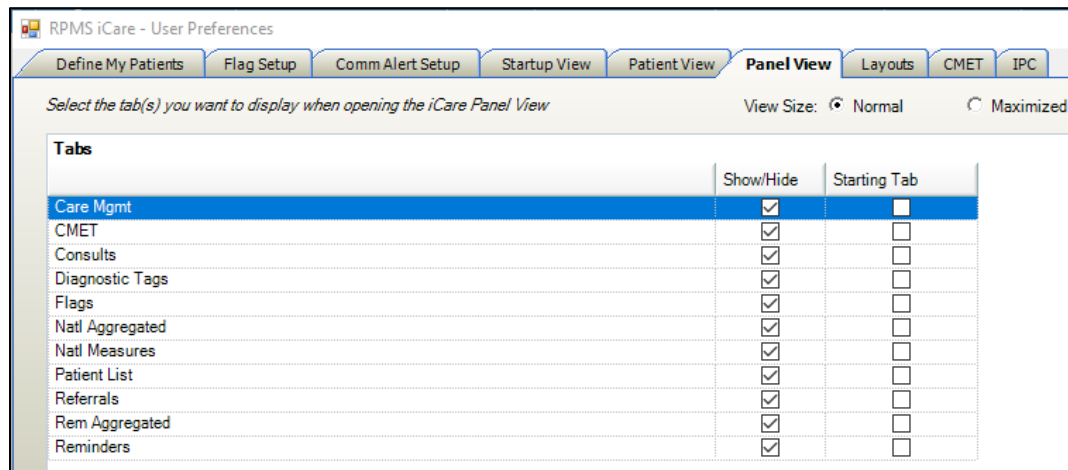 RPMS iCare - User Preferences
Define My Patients Flag Setup Comm Alert Setup Startup View Patient View Panel View Layouts CMET IPC
Select the tab(s) you want to display when opening the iCare Panel View View Size: Normal Maximized
Tabs
Show/Hide Starting Tab
Care Mgmt
CMET
Consults
Diagnostic Tags
Flags
Natl Aggregated
Natl Measures
Patient List
Referrals
Rem Aggregated
Reminders